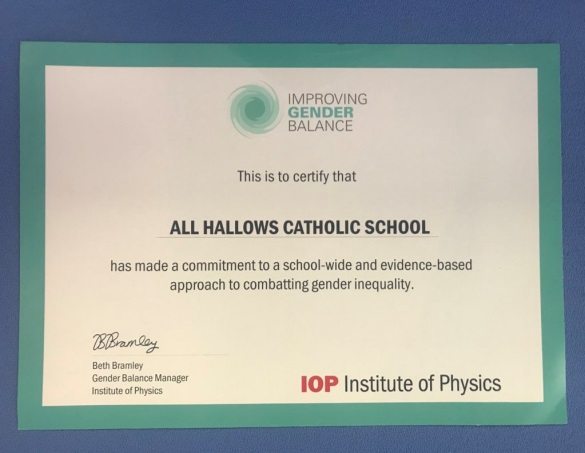 IMPROVING
GENDER
BALANCE
This is to certify that
ALL HALLOWS CATHOLIC SCHOOL
has made a commitment to a school-wide and evidence-based
approach to combatting gender inequality.
BBramley
Beth Bramley
Gender Balance Manager
Institute of Physics
IOP Institute of Physics